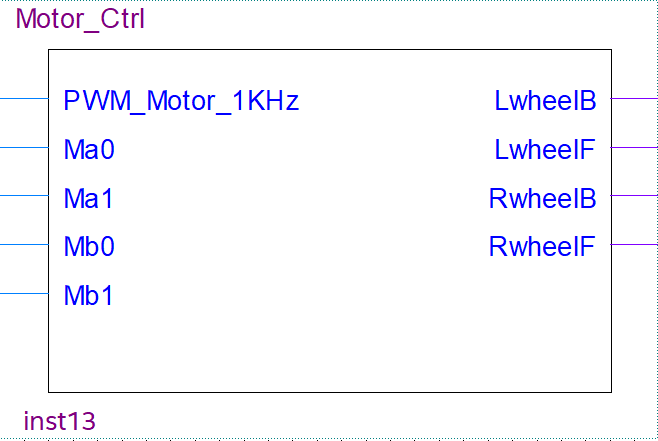 Motor_Ctrl
PWM_Motor_1KHz LwheelB
Ma0 LwheelF
Ma1 RwheelB
Mb0 RwheelF
Mb1
inst13